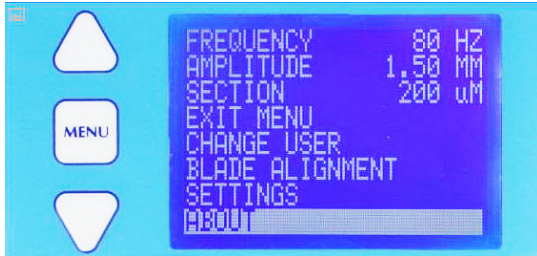 FREQUENCY 80 HZ
AMPLITUDE 1.50 MM
SECTION 200 uM
EXIT MENU
MENU
CHANGE USER
BLADE ALIGNMENT
SETTINGS
ABOUT